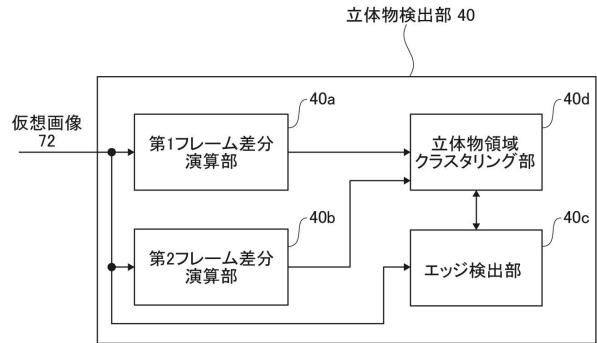 立体物検出部 40
仮想画像
72
40a
第1フレーム差分
演算部
40d
立体物領域
クラスタリング部
40b
第2フレーム差分
演算部
40c
エッジ検出部